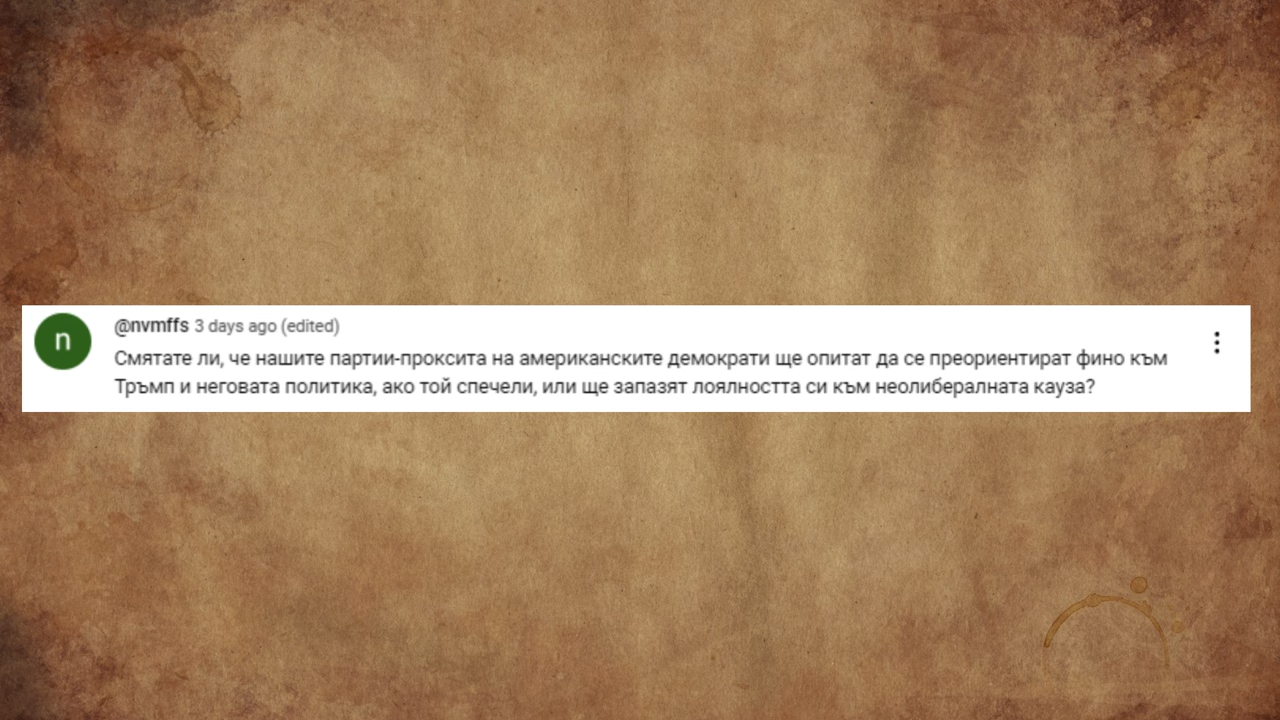 n
@nvmffs 3 days ago (edited)
Смятате ли, че нашите партии-проксита на американските демократи ще опитат да се преориентират фино към
Тръмп и неговата политика, ако той спечели, или ще запазят лоялността си към неолибералната кауза?